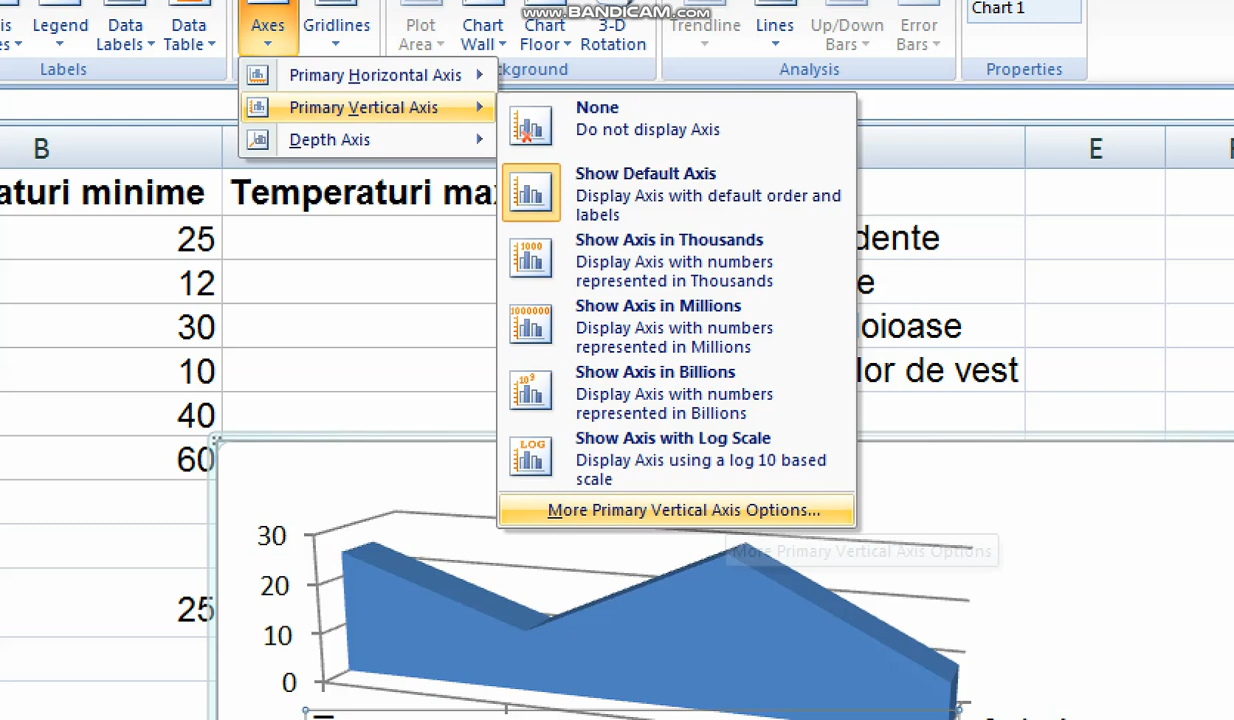 www.BANDICAM.com
Chart 1
Legend
Data Labels
Data Table
Axes
Gridlines
Plot Area
Chart Wall
Chart Floor
3-D Rotation
Trendline
Lines
Up/Down Bars
Error Bars
Labels
ckground
Analysis
Properties
Primary Horizontal Axis
Primary Vertical Axis
Depth Axis
None
Do not display Axis
Show Default Axis
Display Axis with default order and
labels
Show Axis in Thousands
Display Axis with numbers
represented in Thousands
Show Axis in Millions
Display Axis with numbers
represented in Millions
Show Axis in Billions
Display Axis with numbers
represented in Billions
Show Axis with Log Scale
Display Axis using a log 10 based
scale
More Primary Vertical Axis Options...
More Primary Vertical Axis Options
B
E
aturi minime
Temperaturi max
25
dente
12
e
30
oioase
10
lor de vest
40
60
25
30
20
10
0